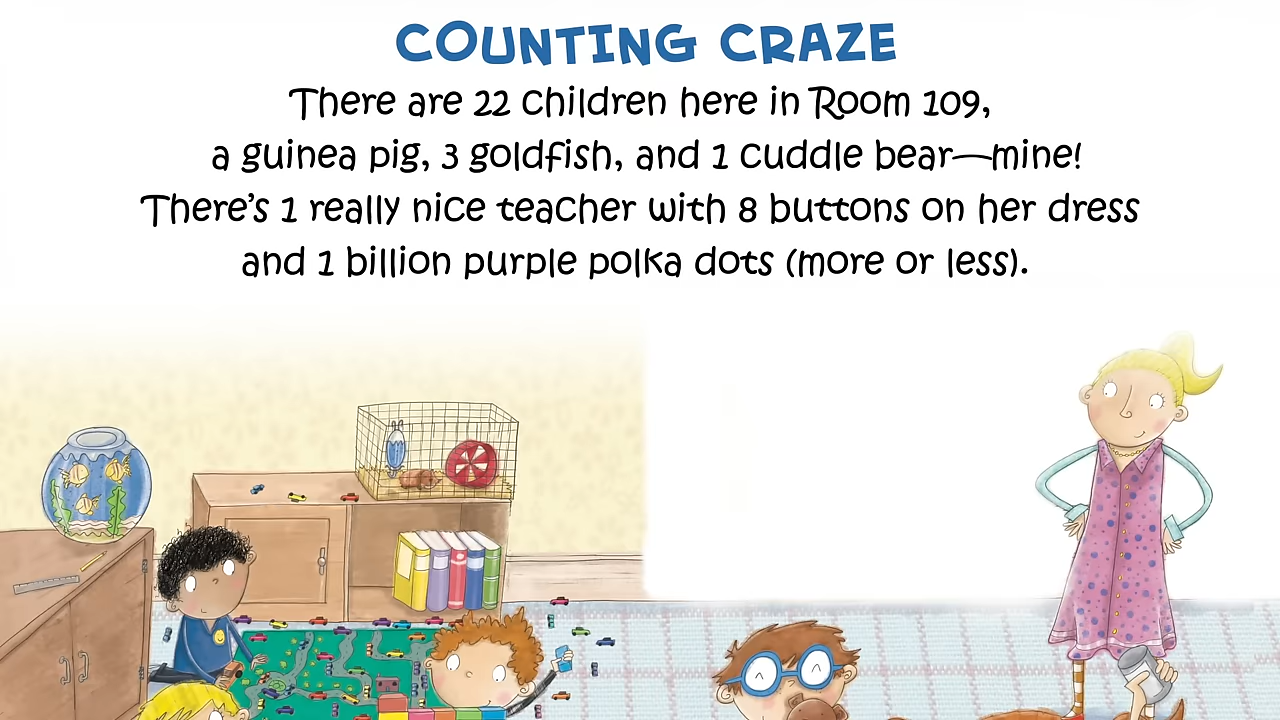 COUNTING CRAZE
There are 22 children here in Room 109,
a guinea pig, 3 goldfish, and 1 cuddle bear—mine!
There's 1 really nice teacher with 8 buttons on her dress
and 1 billion purple polka dots (more or less).